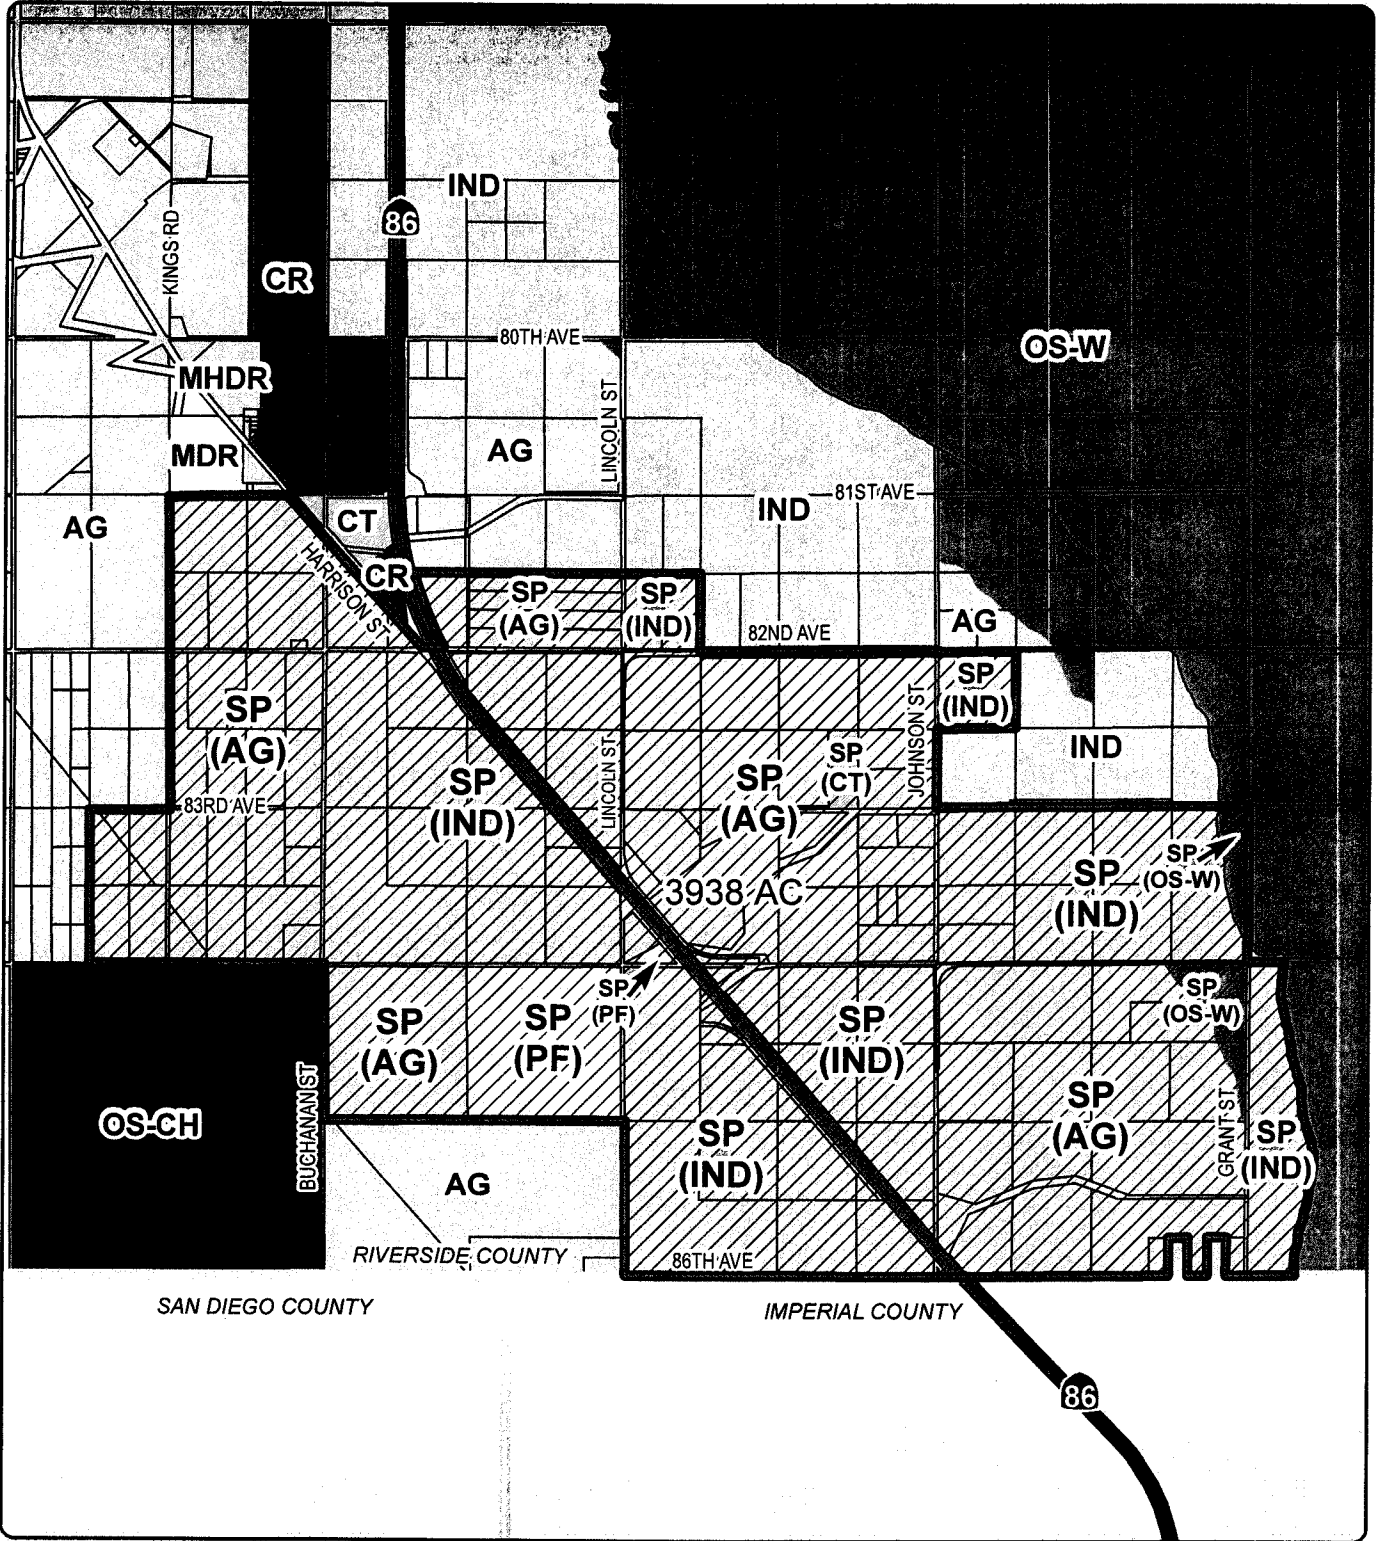 IND
86
KINGS RD
CR
80TH AVE
OS-W
MHDR
LINCOLN ST
MDR
AG
81ST AVE
IND
CT
AG
HARRISON ST
CR
SP
(AG)
SP
(IND)
82ND AVE
AG
SP
(IND)
SP
(AG)
JOHNSON ST
IND
SP
(CT)
LINCOLN ST
SP
(IND)
SP
(AG)
83RD AVE
SP
(OS-W)
SP
(IND)
3938 AC
SP
(PF)
SP
(OS-W)
SP
(AG)
SP
(PF)
SP
(IND)
BUCHANAN ST
OS-CH
SP
(AG)
GRANT ST
SP
(IND)
SP
(IND)
AG
RIVERSIDE COUNTY
86TH AVE
SAN DIEGO COUNTY
IMPERIAL COUNTY
86